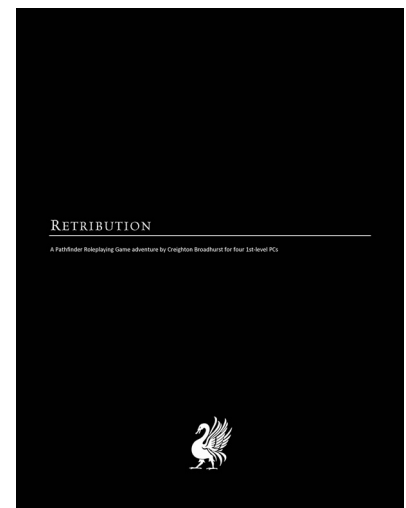 RETRIBUTION
A Pathfinder Roleplaying Game adventure by Creighton Broadhurst for four 1st-level PCs